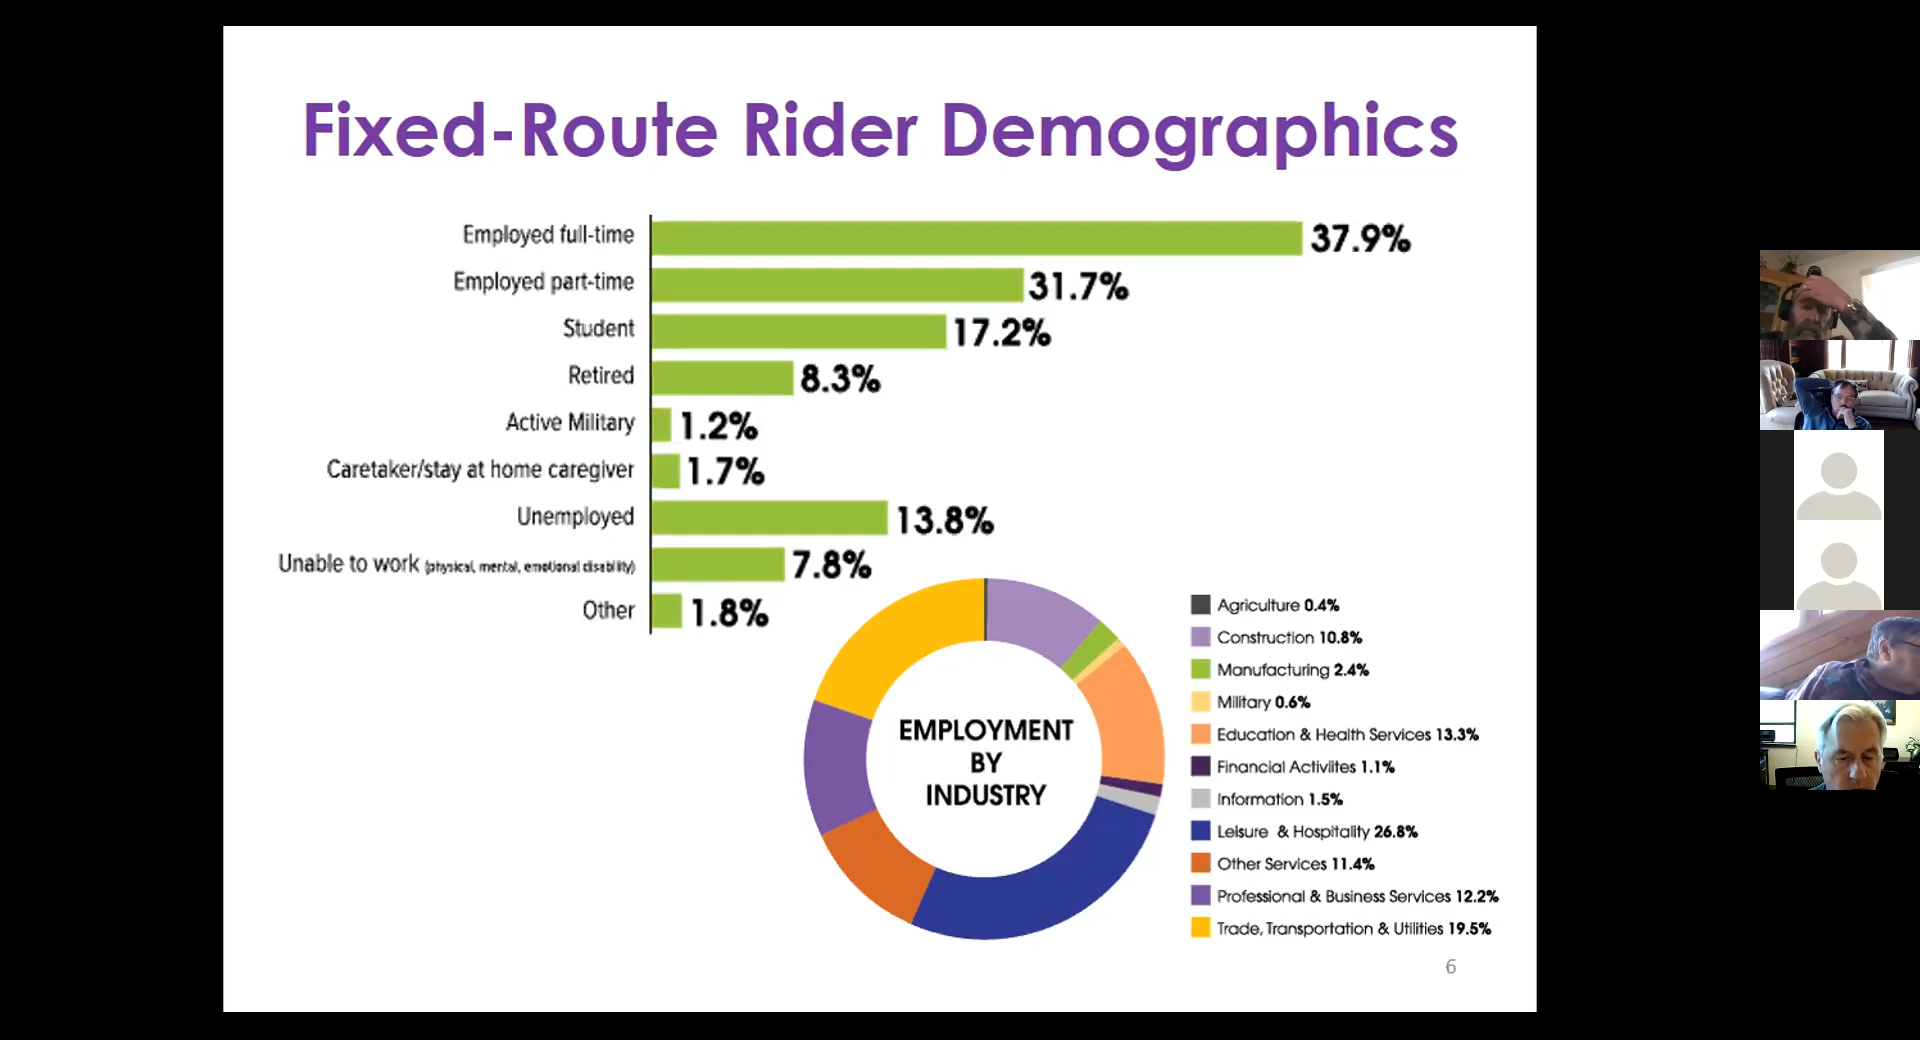 Fixed-Route Rider Demographics
Employed full-time 37.9%
Employed part-time 31.7%
Student 17.2%
Retired 8.3%
Active Military 1.2%
Caretaker/stay at home caregiver 1.7%
Unemployed 13.8%
Unable to work (physical, mental, emotional disability) 7.8%
Other 1.8%
EMPLOYMENT
BY
INDUSTRY
Agriculture 0.4%
Construction 10.8%
Manufacturing 2.4%
Military 0.6%
Education & Health Services 13.3%
Financial Activiites 1.1%
Information 1.5%
Leisure & Hospitality 26.8%
Other Services 11.4%
Professional & Business Services 12.2%
Trade, Transportation & Utilities 19.5%
6